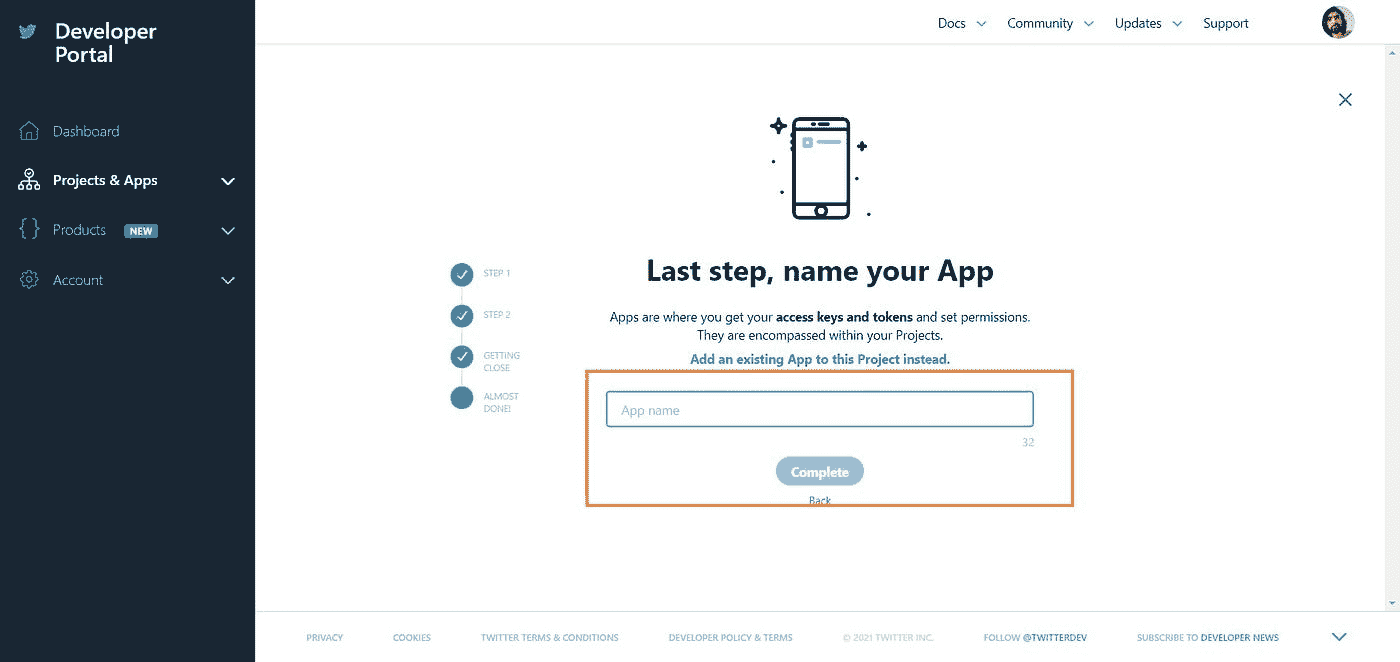 Developer
Portal
Docs
Community
Updates
Support
Dashboard
Projects & Apps
Products NEW
Account
STEP 1
STEP 2
GETTING
CLOSE
ALMOST
DONE!
Last step, name your App
Apps are where you get your access keys and tokens and set permissions.
They are encompassed within your Projects.
Add an existing App to this Project instead.
App name
32
Complete
Back
PRIVACY
COOKIES
TWITTER TERMS & CONDITIONS
DEVELOPER POLICY & TERMS
© 2021 TWITTER INC.
FOLLOW @TWITTERDEV
SUBSCRIBE TO DEVELOPER NEWS